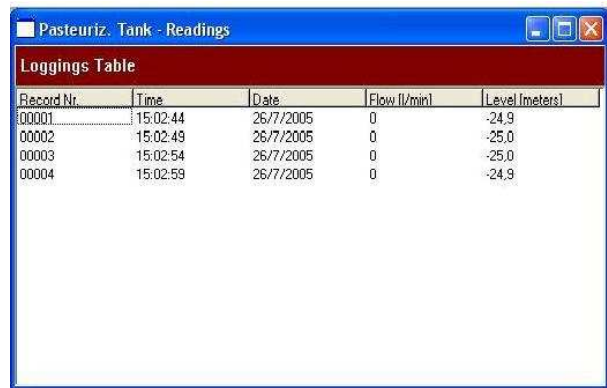 Pasteuriz. Tank - Readings
Loggings Table
Record Nr. Time Date Flow [l/min] Level [meters]
00001 15:02:44 26/7/2005 0 -24,9
00002 15:02:49 26/7/2005 0 -25,0
00003 15:02:54 26/7/2005 0 -25,0
00004 15:02:59 26/7/2005 0 -24,9